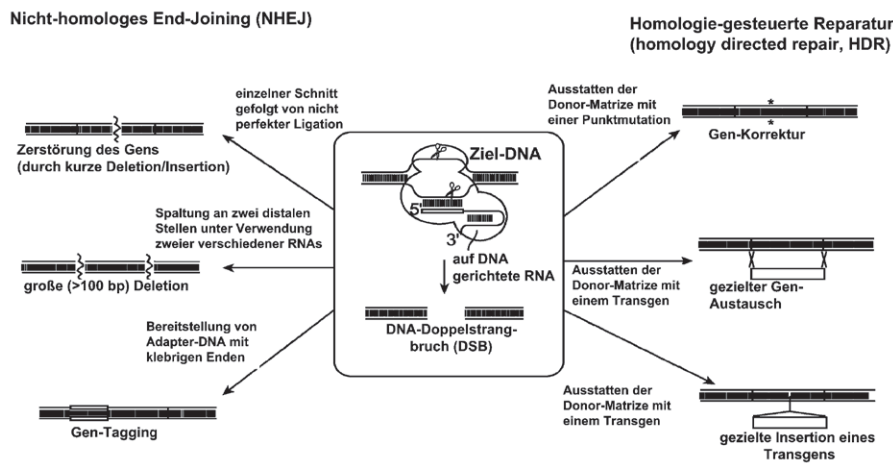 Nicht-homologes End-Joining (NHEJ)
Homologie-gesteuerte Reparatur
(homology directed repair, HDR)
einzelner Schnitt
gefolgt von nicht
perfekter Ligation
Zerstörung des Gens
(durch kurze Deletion/Insertion)
Spaltung an zwei distalen
Stellen unter Verwendung
zweier verschiedener RNAs
große (>100 bp) Deletion
Bereitstellung von
Adapter-DNA mit
klebrigen Enden
Gen-Tagging
Ziel-DNA
5'
3'
auf DNA
gerichtete RNA
DNA-Doppelstrang-
bruch (DSB)
Ausstatten der
Donor-Matrize mit
einer Punktmutation
*
*
Gen-Korrektur
Ausstatten der
Donor-Matrize mit
einem Transgen
gezielter Gen-
Austausch
Ausstatten der
Donor-Matrize mit
einem Transgen
gezielte Insertion eines
Transgens